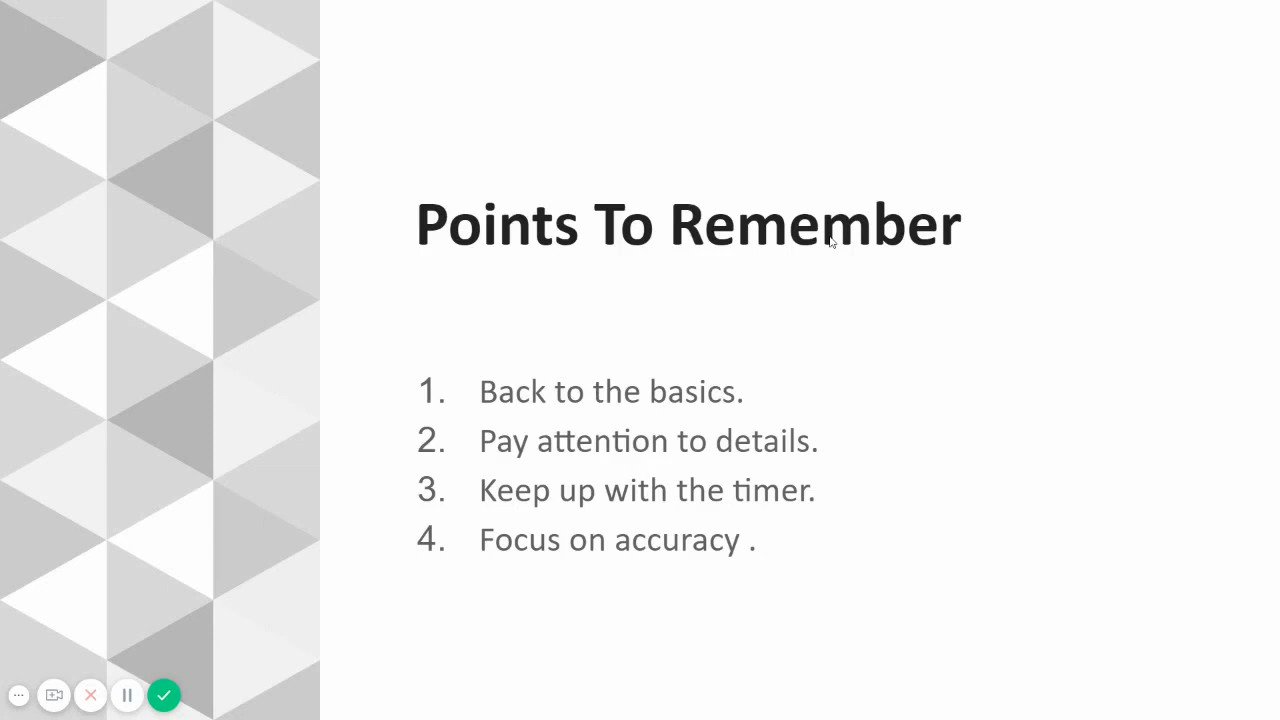 Points To Remember
1. Back to the basics.
2. Pay attention to details.
3. Keep up with the timer.
4. Focus on accuracy .